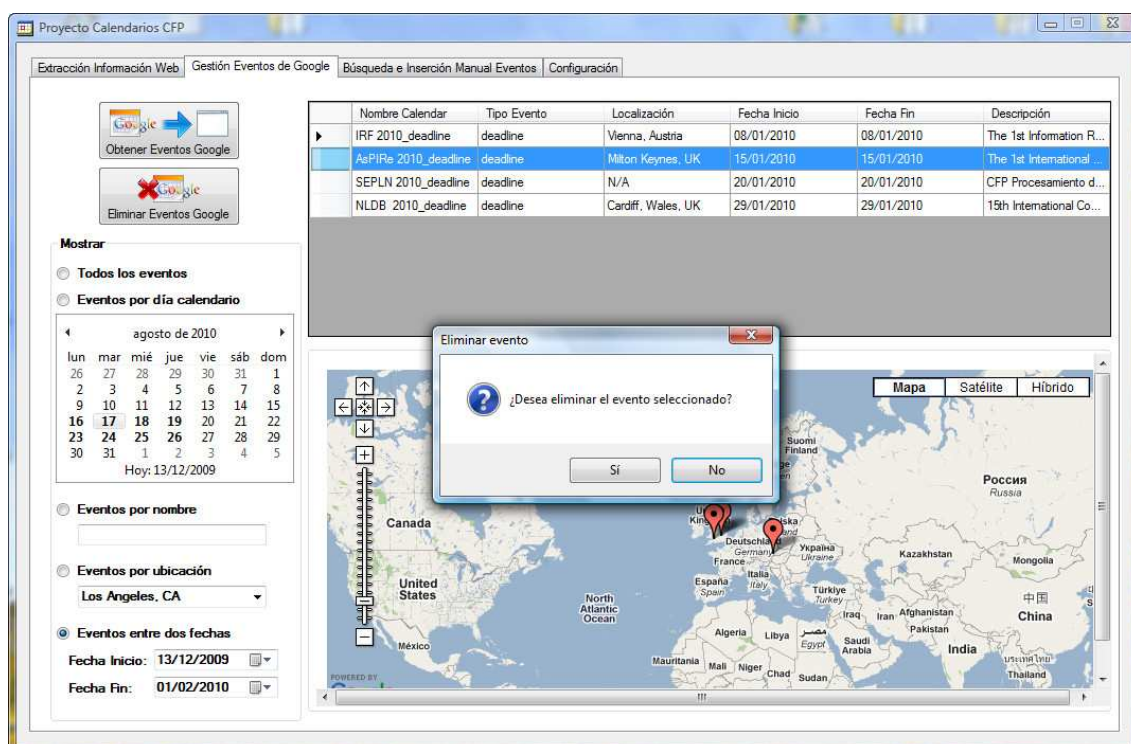 Proyecto Calendarios CFP
Extracción Información Web
Gestión Eventos de Google
Búsqueda e Inserción Manual Eventos
Configuración
Google
Obtener Eventos Google
Google
Eliminar Eventos Google
Nombre Calendar Tipo Evento Localización Fecha Inicio Fecha Fin Descripción
IRF 2010_deadline deadline Vienna, Austria 08/01/2010 08/01/2010 The 1st Information R...
AsPIRe 2010_deadline deadline Milton Keynes, UK 15/01/2010 15/01/2010 The 1st International ...
SEPLN 2010_deadline deadline N/A 20/01/2010 20/01/2010 CFP Procesamiento d...
NLDB 2010_deadline deadline Cardiff, Wales, UK 29/01/2010 29/01/2010 15th International Co...
Mostrar
Todos los eventos
Eventos por día calendario
agosto de 2010
lun mar mié jue vie sáb dom
26 27 28 29 30 31 1
2 3 4 5 6 7 8
9 10 11 12 13 14 15
16 17 18 19 20 21 22
23 24 25 26 27 28 29
30 31 1 2 3 4 5
Hoy: 13/12/2009
Eventos por nombre
Eventos por ubicación
Los Angeles, CA
Eventos entre dos fechas
Fecha Inicio: 13/12/2009
Fecha Fin: 01/02/2010
Eliminar evento
¿Desea eliminar el evento seleccionado?
Sí No
Mapa Satélite Híbrido
Suomi
Finland
Россия
Russia
Canada
Deutschland
Germany
Україна
Ukraine
Kazakhstan
Mongolia
France
United
States
España
Spain
Italia
Italy
Türkiye
Turkey
中国
China
North
Atlantic
Ocean
Iraq
Iran
Afghanistan
Pakistan
México
Algeria
Libya
مصر
Egypt
Saudi
Arabia
India
Mauritania
Mali
Niger
Chad
Sudan
Thailand
POWERED BY